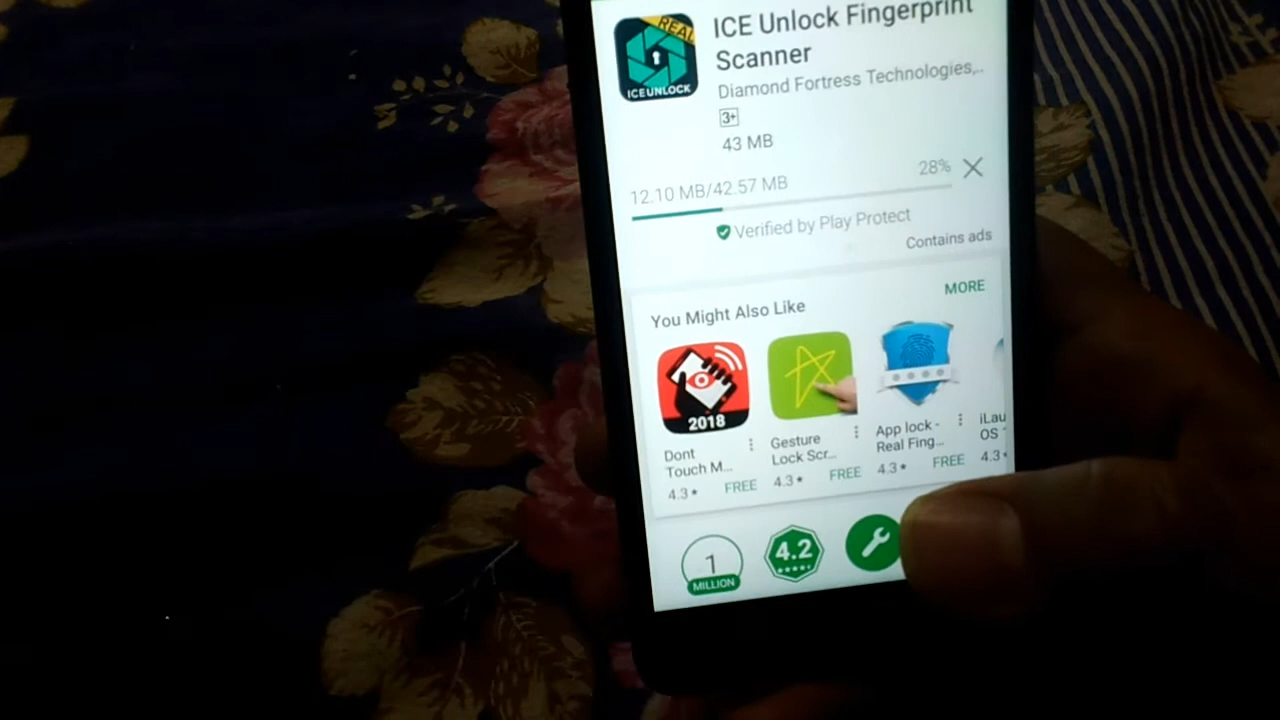 REAL
ICE UNLOCK
ICE Unlock Fingerprint
Scanner
Diamond Fortress Technologies,..
3+
43 MB
12.10 MB/42.57 MB
28%
Verified by Play Protect
Contains ads
You Might Also Like
MORE
2018
Dont
Touch M...
4.3★ FREE
Gesture
Lock Scr...
4.3★ FREE
App lock -
Real Fing...
4.3★ FREE
iLau
OS
4.3
1
MILLION
4.2